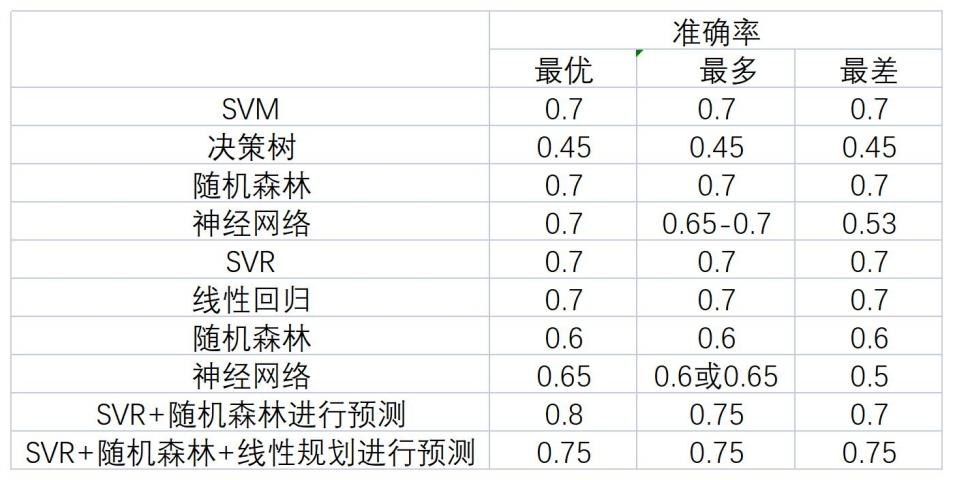 准确率
最优 最多 最差
SVM 0.7 0.7 0.7
决策树 0.45 0.45 0.45
随机森林 0.7 0.7 0.7
神经网络 0.7 0.65-0.7 0.53
SVR 0.7 0.7 0.7
线性回归 0.7 0.7 0.7
随机森林 0.6 0.6 0.6
神经网络 0.65 0.6或0.65 0.5
SVR+随机森林进行预测 0.8 0.75 0.7
SVR+随机森林+线性规划进行预测 0.75 0.75 0.75